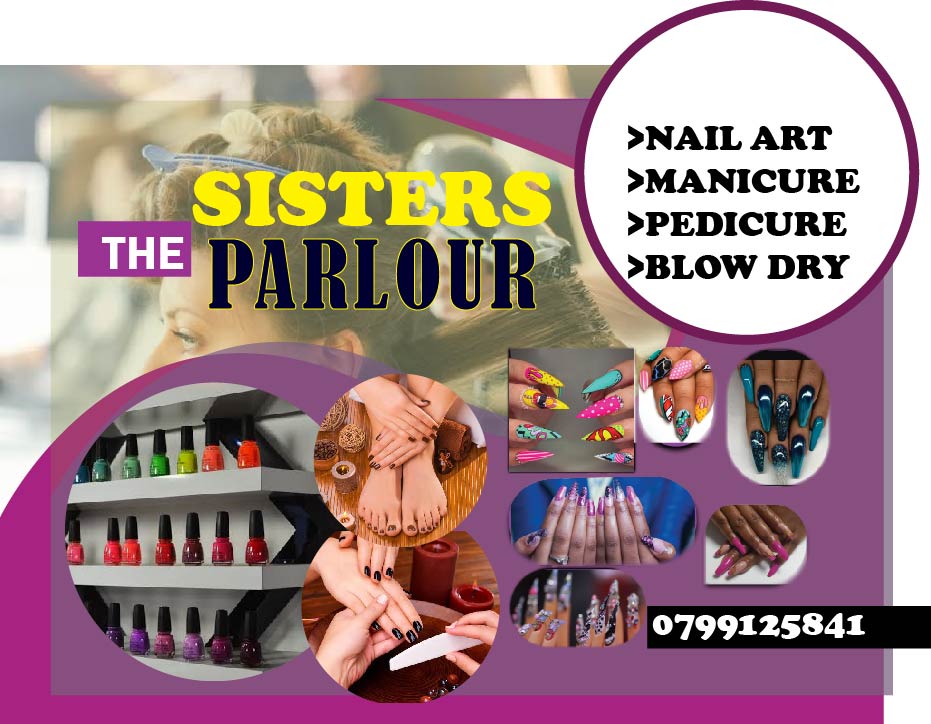 SISTERS
THE PARLOUR
>NAIL ART
>MANICURE
>PEDICURE
>BLOW DRY
0799125841